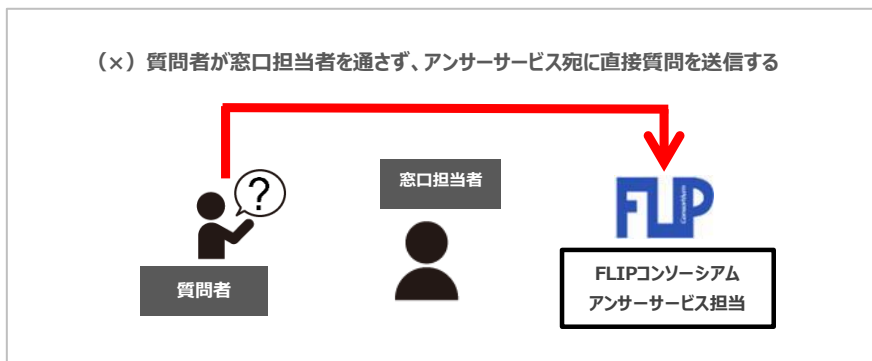 （×）質問者が窓口担当者を通さず、アンサーサービス宛に直接質問を送信する
?
窓口担当者
質問者
FLIP
Consortium
FLIPコンソーシアム
アンサーサービス担当